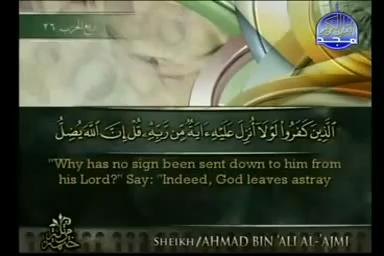 ربع الحزب ٢٦
مجد
ٱلَّذِينَ كَفَرُوا۟ لَوْلَآ أُنزِلَ عَلَيْهِ ءَايَةٌ مِّن رَّبِّهِۦ ۗ قُلْ إِنَّ ٱللَّهَ يُضِلُّ
"Why has no sign been sent down to him from
his Lord?" Say: "Indeed, God leaves astray
SHEIKH/AHMAD BIN 'ALI AL-'AJMI